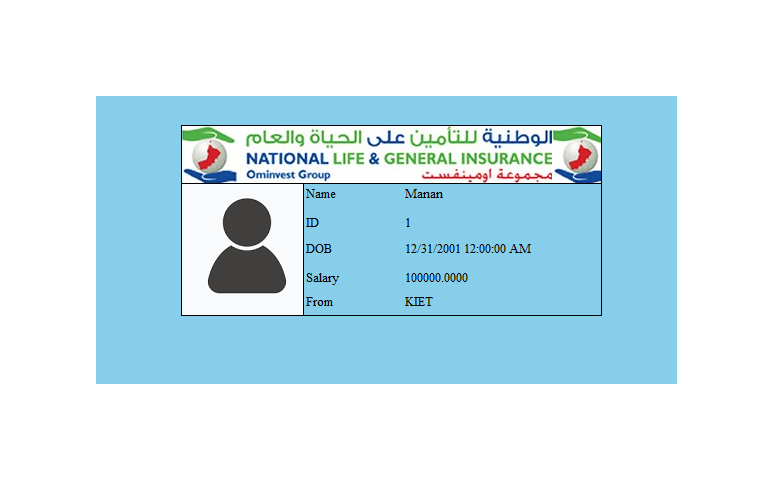 الوطنية للتأمين على الحياة والعام
NATIONAL LIFE & GENERAL INSURANCE
Ominvest Group مجموعة اومينفست
Name Manan
ID 1
DOB 12/31/2001 12:00:00 AM
Salary 100000.0000
From KIET